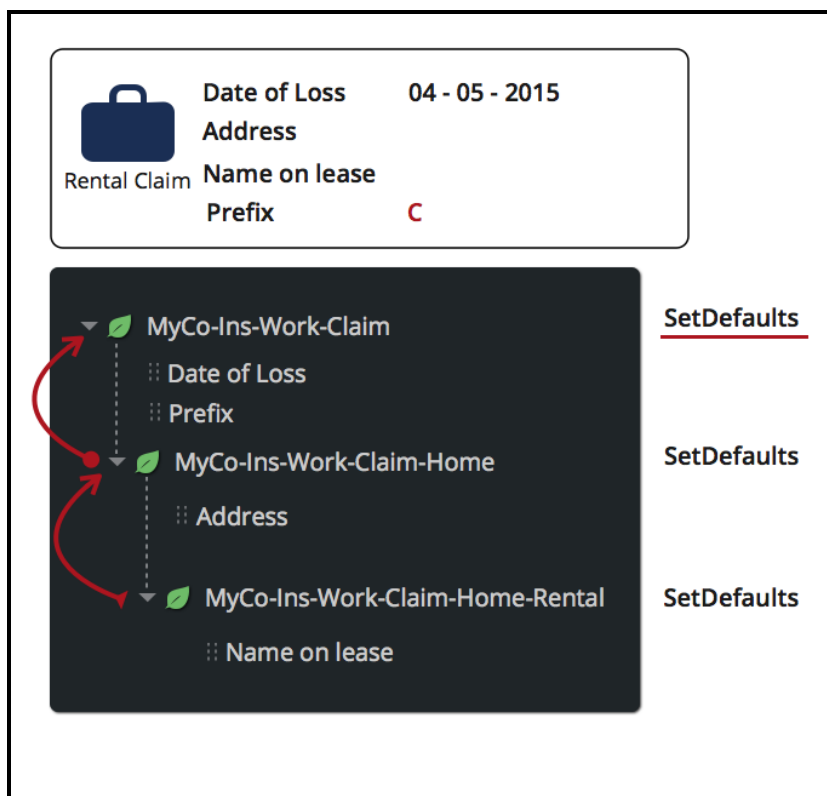 Date of Loss 04 - 05 - 2015
Address
Rental Claim Name on lease
Prefix C
MyCo-Ins-Work-Claim SetDefaults
Date of Loss
Prefix
MyCo-Ins-Work-Claim-Home SetDefaults
Address
MyCo-Ins-Work-Claim-Home-Rental SetDefaults
Name on lease